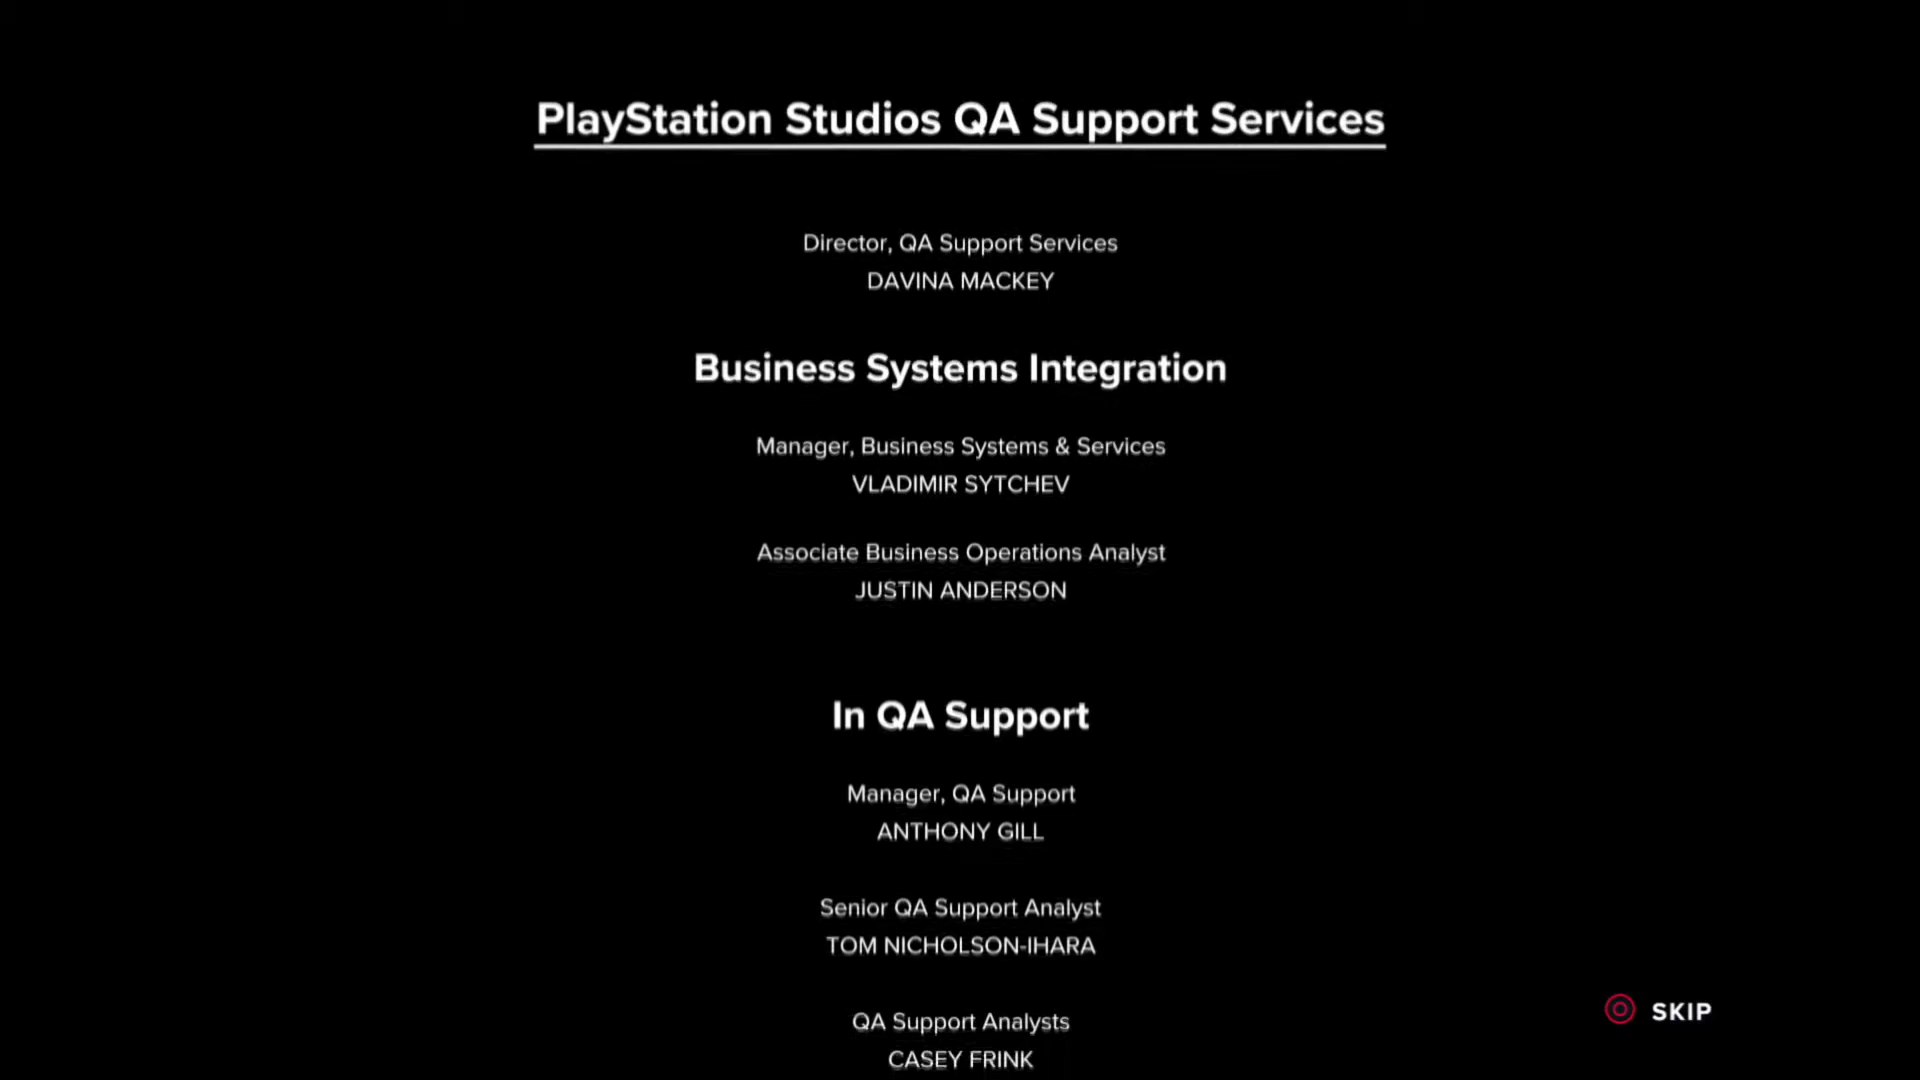 PlayStation Studios QA Support Services
Director, QA Support Services
DAVINA MACKEY
Business Systems Integration
Manager, Business Systems & Services
VLADIMIR SYTCHEV
Associate Business Operations Analyst
JUSTIN ANDERSON
In QA Support
Manager, QA Support
ANTHONY GILL
Senior QA Support Analyst
TOM NICHOLSON-IHARA
QA Support Analysts
CASEY FRINK
SKIP